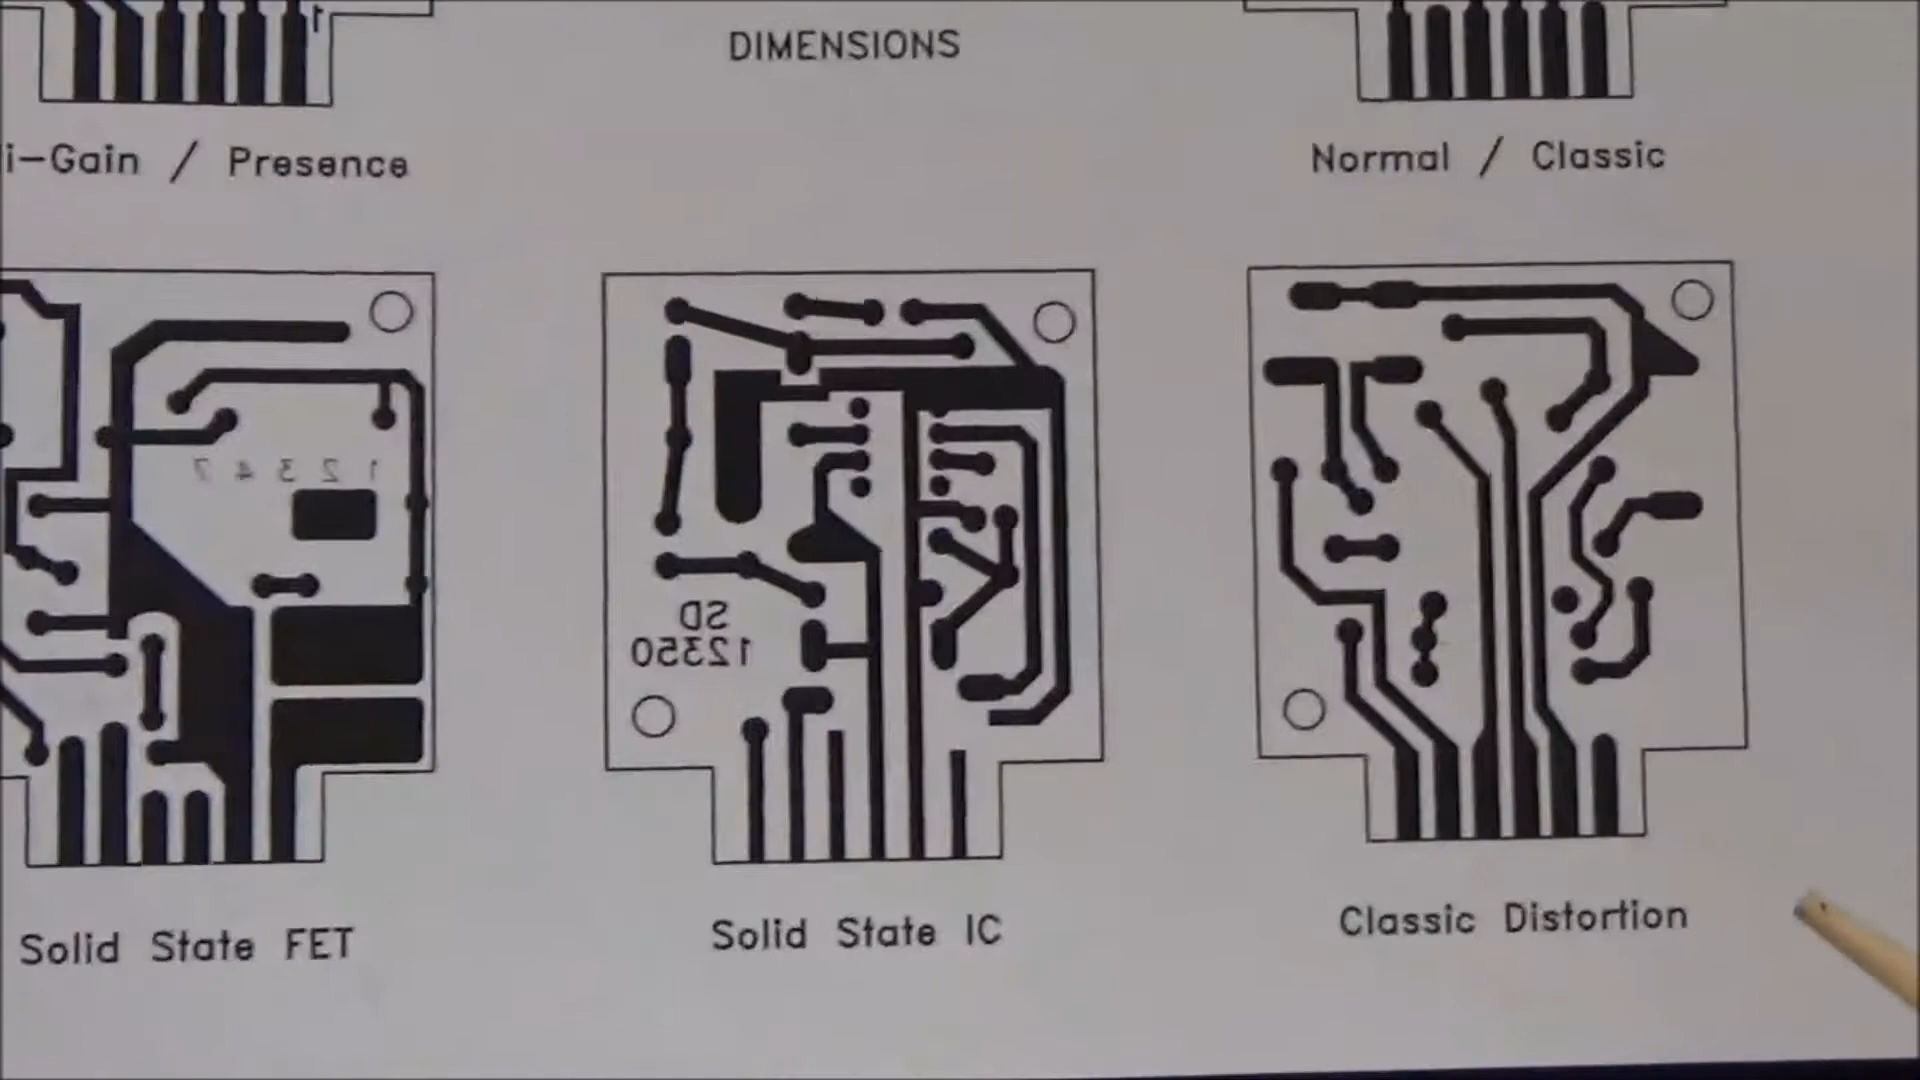 1
DIMENSIONS
i-Gain / Presence
Normal / Classic
1 2 3 4 7
SD
12350
Solid State FET
Solid State IC
Classic Distortion